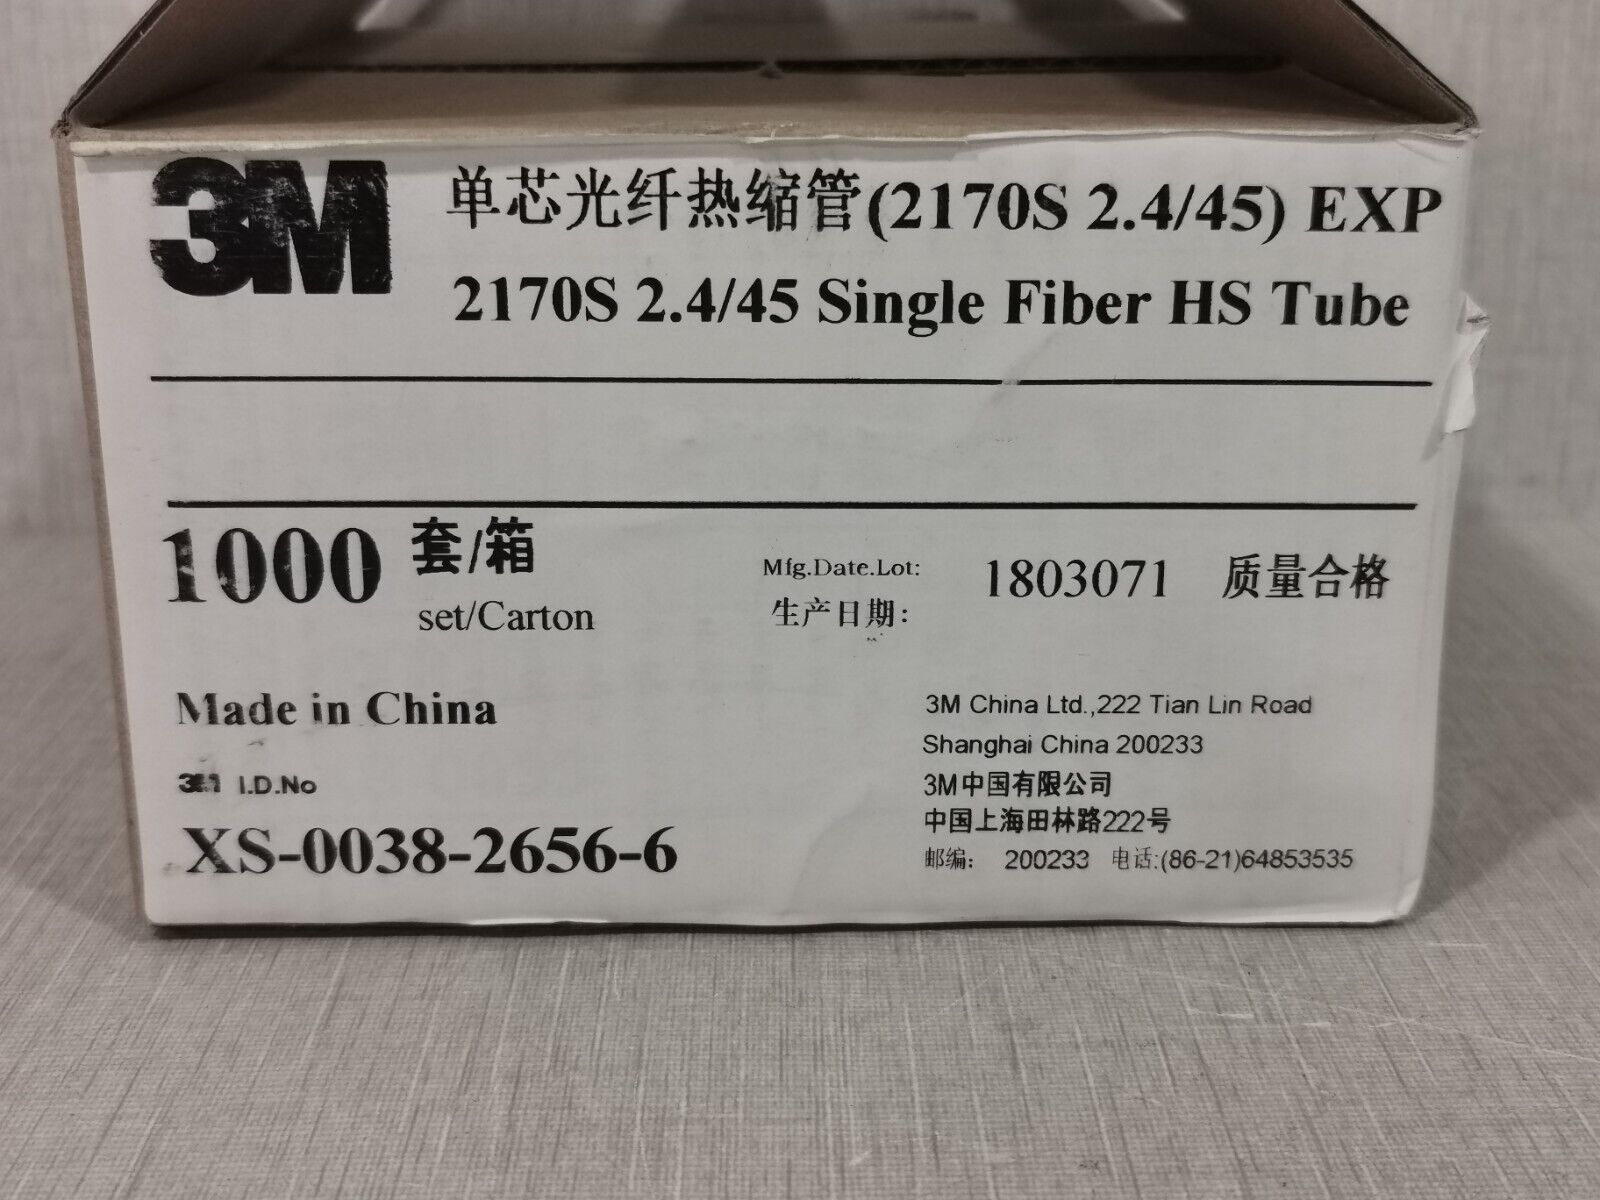 3M
单芯光纤热缩管(2170S 2.4/45) EXP
2170S 2.4/45 Single Fiber HS Tube
1000 套/箱
set/Carton
Mfg.Date.Lot:
生产日期:
1803071 质量合格
Made in China
3M I.D.No
XS-0038-2656-6
3M China Ltd.,222 Tian Lin Road
Shanghai China 200233
3M中国有限公司
中国上海田林路222号
邮编: 200233 电话:(86-21)64853535